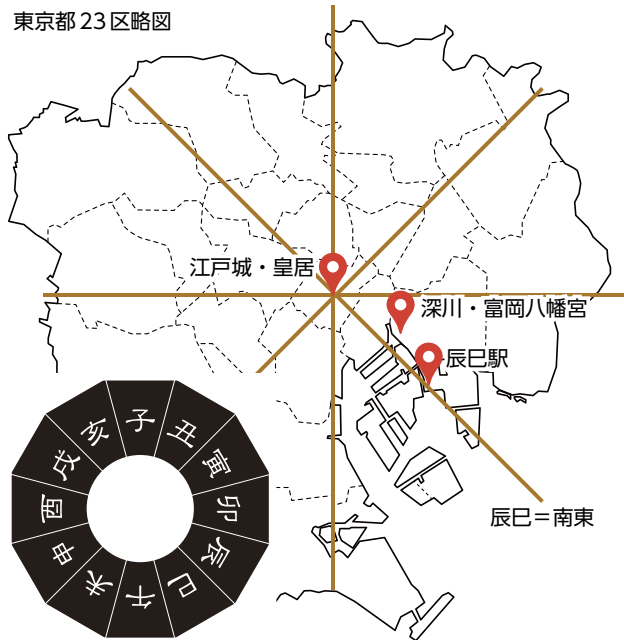 東京都23区略図
江戸城・皇居
深川・富岡八幡宮
辰巳駅
辰巳＝南東
子
丑
寅
卯
辰
巳
午
未
申
酉
戌
亥